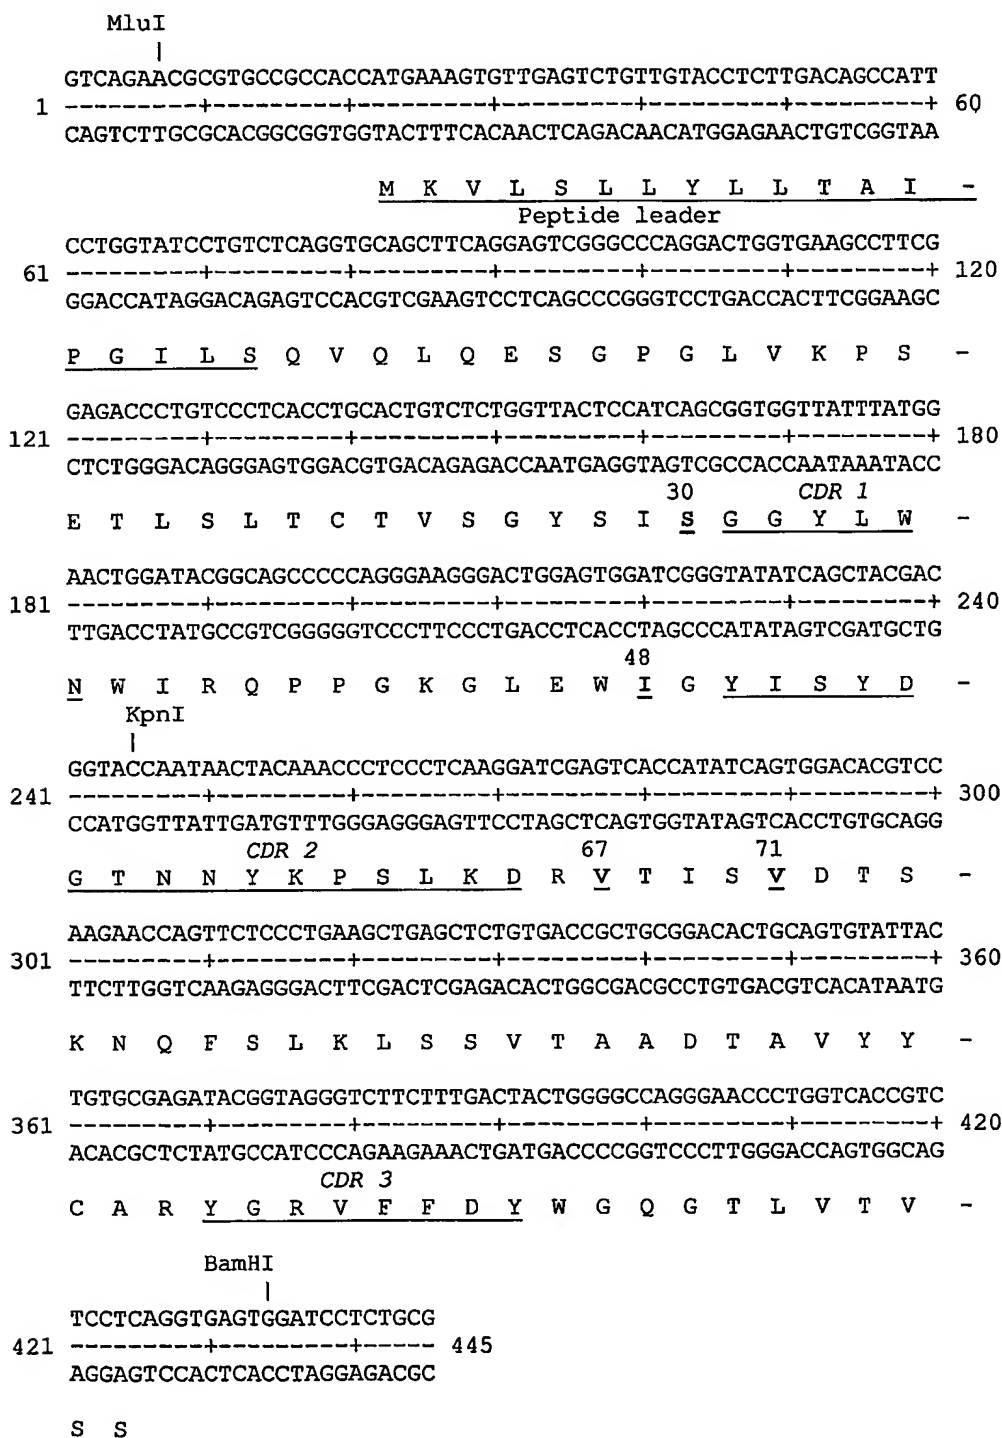 MluI
|
GTCAGAACGCGTGCCGCCACCATGAAAGTGTTGAGTCTGTTGTACCTCTTGACAGCCATT
1 ---------+---------+---------+---------+---------+---------+ 60
CAGTCTTGCGCACGGCGGTGGTACTTTCACAACTCAGACAACATGGAGAACTGTCGGTAA
M K V L S L L Y L L T A I -
Peptide leader
CCTGGTATCCTGTCTCAGGTGCAGCTTCAGGAGTCGGGCCCAGGACTGGTGAAGCCTTCG
61 ---------+---------+---------+---------+---------+---------+ 120
GGACCATAGGACAGAGTCCACGTCGAAGTCCTCAGCCCGGGTCCTGACCACTTCGGAAGC
P G I L S Q V Q L Q E S G P G L V K P S -
GAGACCCTGTCCCTCACCTGCACTGTCTCTGGTTACTCCATCAGCGGTGGTTATTTATGG
121 ---------+---------+---------+---------+---------+---------+ 180
CTCTGGGACAGGGAGTGGACGTGACAGAGACCAATGAGGTAGTCGCCACCAATAAATACC
30 CDR 1
E T L S L T C T V S G Y S I S G G Y L W -
AACTGGATACGGCAGCCCCCAGGGAAGGGACTGGAGTGGATCGGGTATATCAGCTACGAC
181 ---------+---------+---------+---------+---------+---------+ 240
TTGACCTATGCCGTCGGGGGTCCCTTCCCTGACCTCACCTAGCCCATATAGTCGATGCTG
48
N W I R Q P P G K G L E W I G Y I S Y D -
KpnI
|
GGTACCAATAACTACAAACCCTCCCTCAAGGATCGAGTCACCATATCAGTGGACACGTCC
241 ---------+---------+---------+---------+---------+---------+ 300
CCATGGTTATTGATGTTTGGGAGGGAGTTCCTAGCTCAGTGGTATAGTCACCTGTGCAGG
CDR 2 67 71
G T N N Y K P S L K D R V T I S V D T S -
AAGAACCAGTTCTCCCTGAAGCTGAGCTCTGTGACCGCTGCGGACACTGCAGTGTATTAC
301 ---------+---------+---------+---------+---------+---------+ 360
TTCTTGGTCAAGAGGGACTTCGACTCGAGACACTGGCGACGCCTGTGACGTCACATAATG
K N Q F S L K L S S V T A A D T A V Y Y -
TGTGCGAGATACGGTAGGGTCTTCTTTGACTACTGGGGCCAGGGAACCCTGGTCACCGTC
361 ---------+---------+---------+---------+---------+---------+ 420
ACACGCTCTATGCCATCCCAGAAGAAACTGATGACCCCGGTCCCTTGGGACCAGTGGCAG
CDR 3
C A R Y G R V F F D Y W G Q G T L V T V -
BamHI
|
TCCTCAGGTGAGTGGATCCTCTGCG
421 ---------+---------+----- 445
AGGAGTCCACTCACCTAGGAGACGC
S S